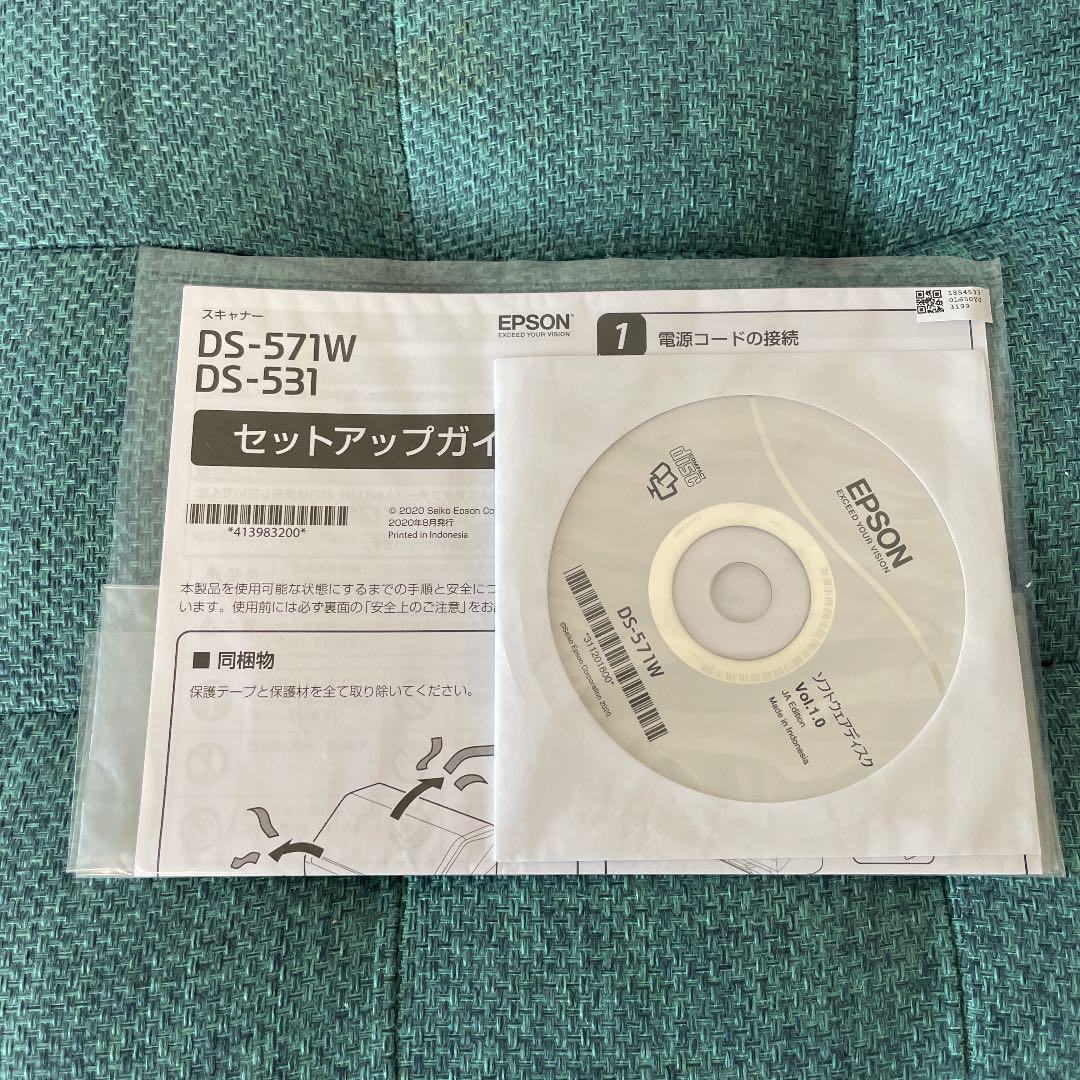 スキャナー
DS-571W
DS-531
EPSON
EXCEED YOUR VISION
セットアップガイ
*413983200*
© 2020 Seiko Epson Co
2020年8月発行
Printed in Indonesia
本製品を使用可能な状態にするまでの手順と安全につ
います。使用前には必ず裏面の「安全上のご注意」をお
■ 同梱物
保護テープと保護材を全て取り除いてください。
1 電源コードの接続
1854533
0L650Y0
3199
COMPACT
disc
EPSON
EXCEED YOUR VISION
DS-571W
*311201800*
©Seiko Epson Corporation 2020.
ソフトウェアディスク
Vol.1.0
JA Edition
Made in Indonesia